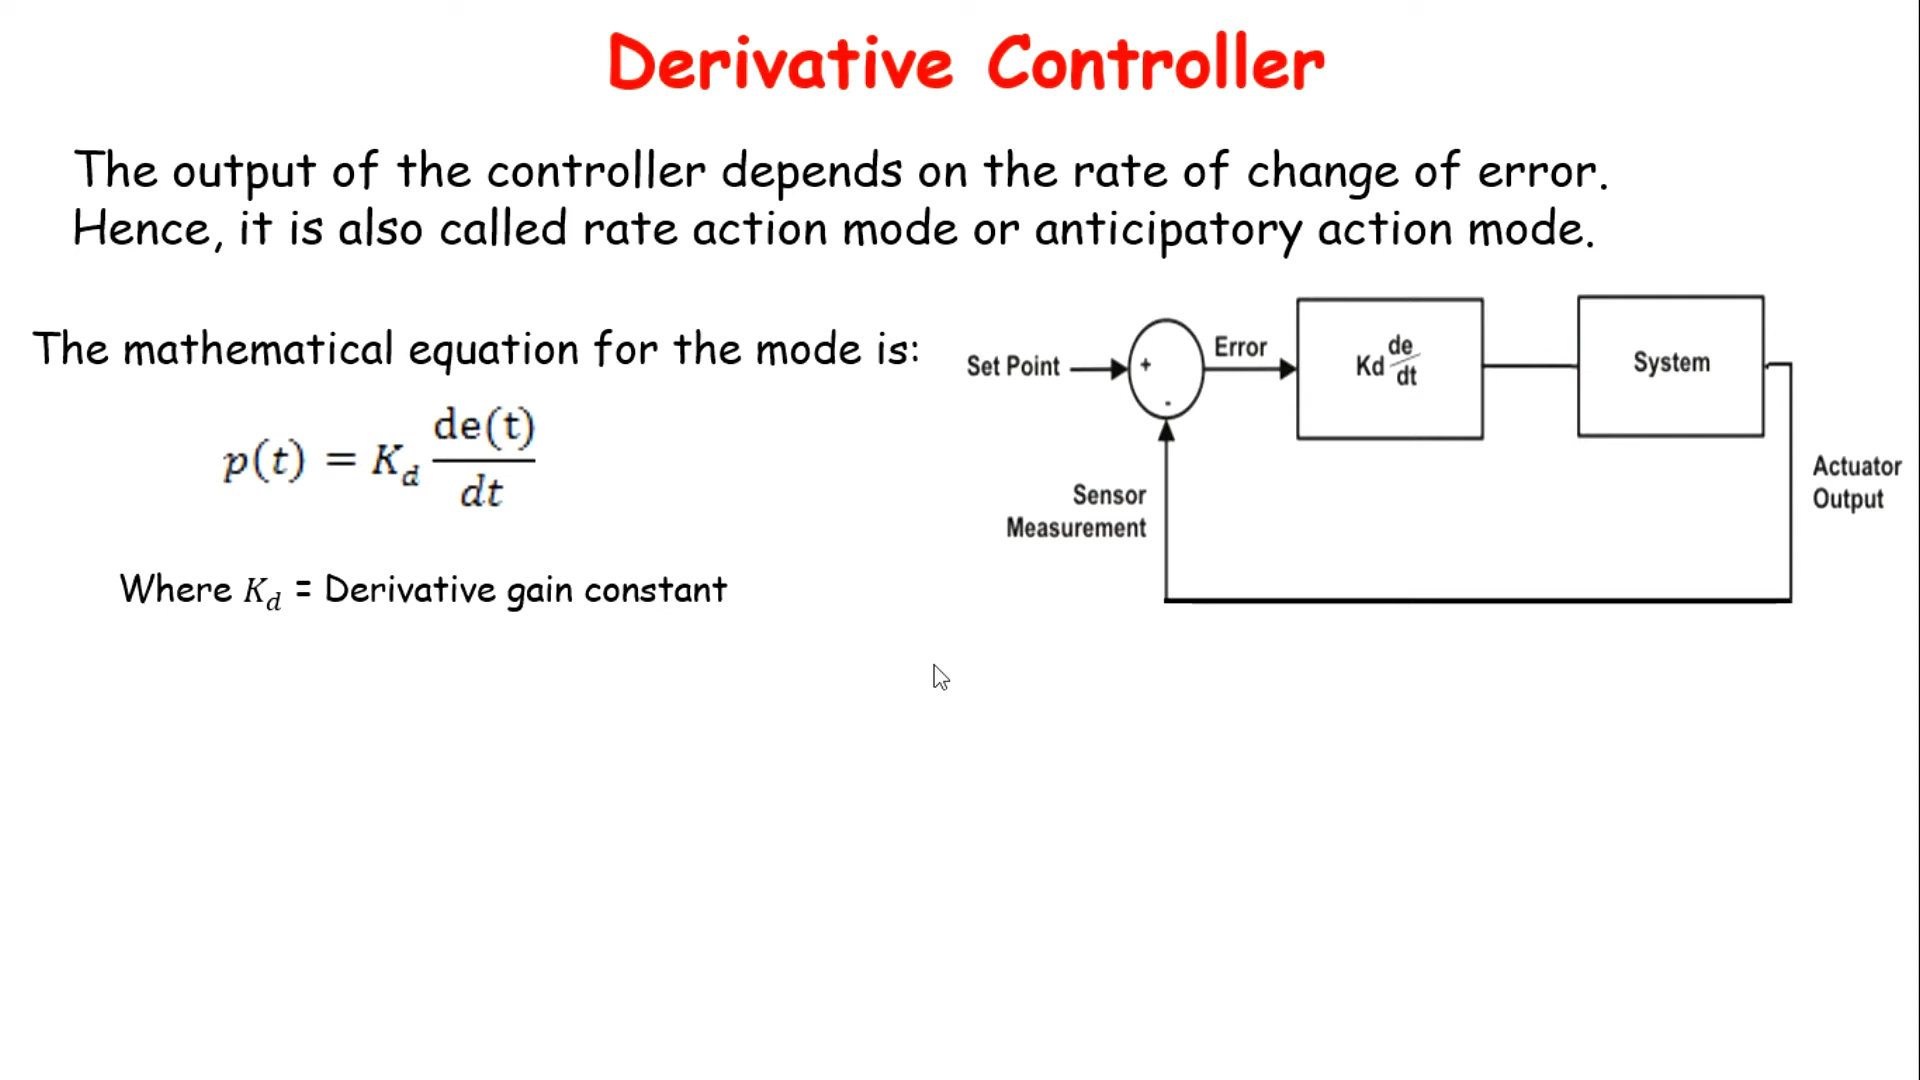 Derivative Controller
The output of the controller depends on the rate of change of error.
Hence, it is also called rate action mode or anticipatory action mode.
The mathematical equation for the mode is:
p(t) = K_d de(t)/dt
Where K_d = Derivative gain constant
Set Point
+
-
Error
Kd de/dt
System
Actuator
Output
Sensor
Measurement